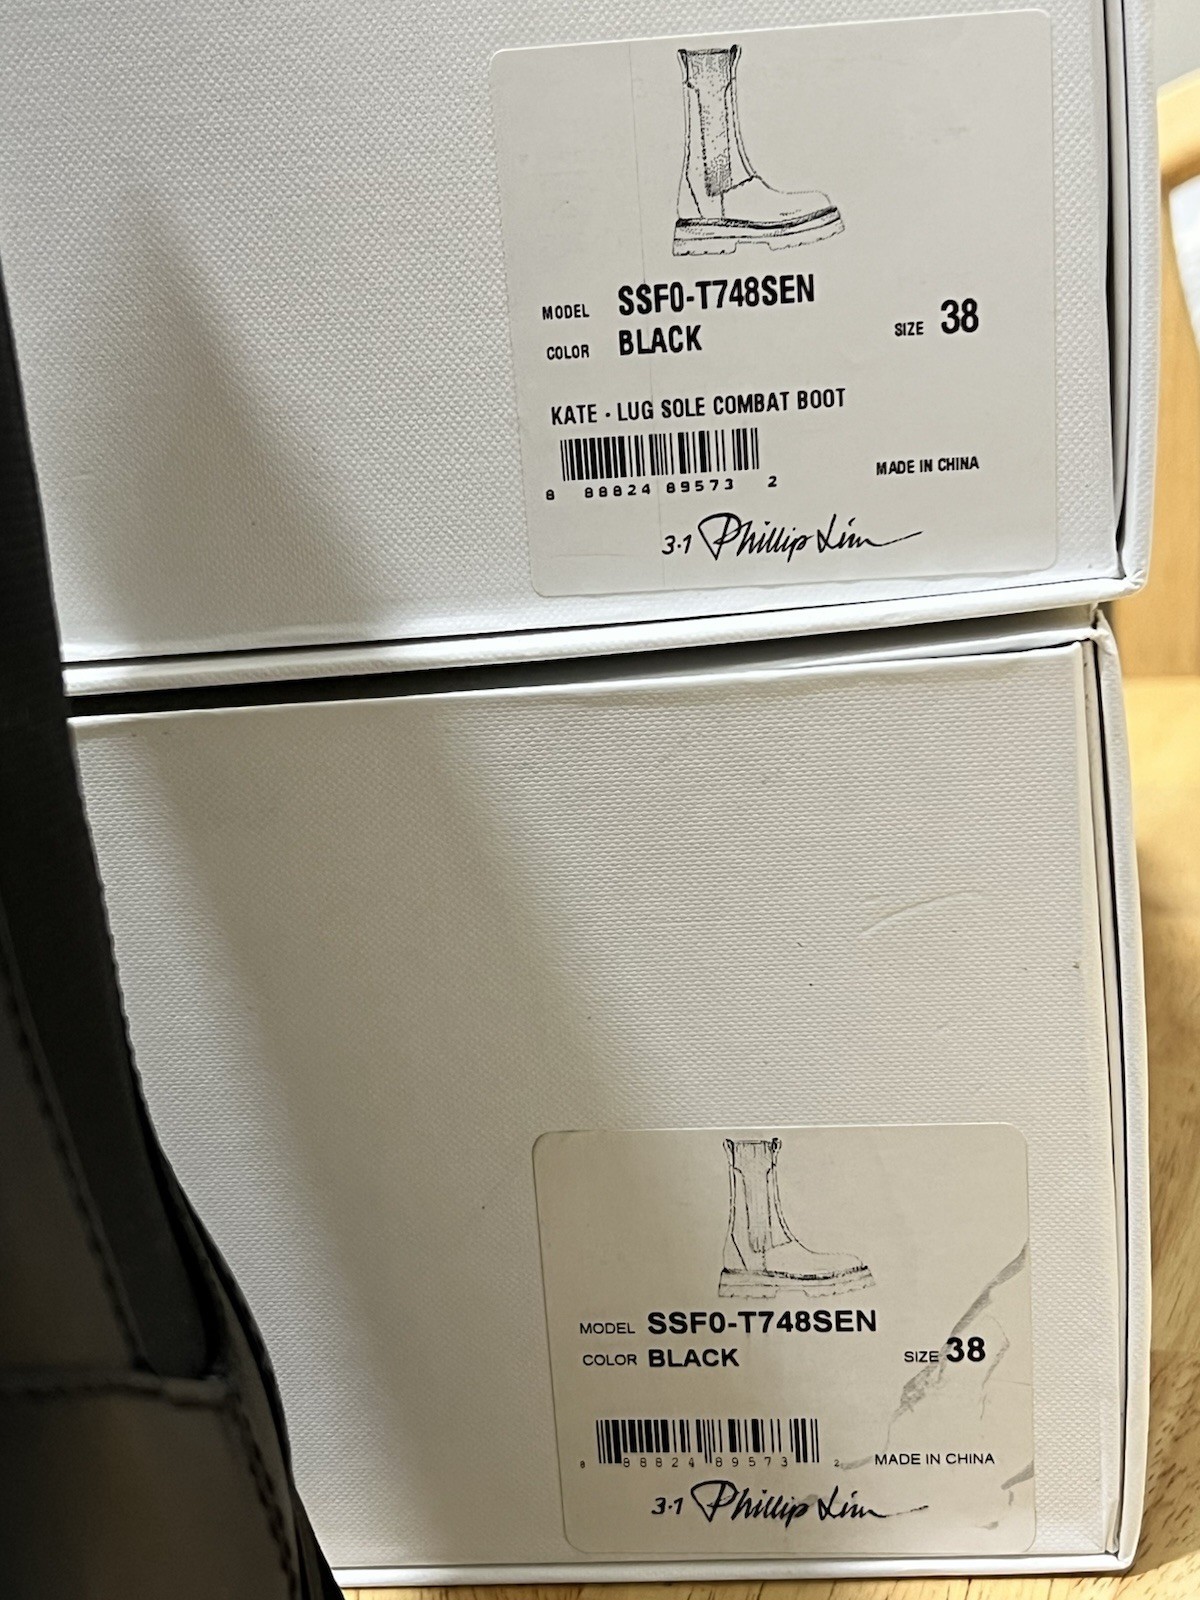 MODEL SSF0-T748SEN
COLOR BLACK
SIZE 38
KATE - LUG SOLE COMBAT BOOT
8 88824 89573 2
MADE IN CHINA
3.1 Phillip Lim
MODEL SSF0-T748SEN
COLOR BLACK
SIZE 38
8 88824 89573 2
MADE IN CHINA
3.1 Phillip Lim